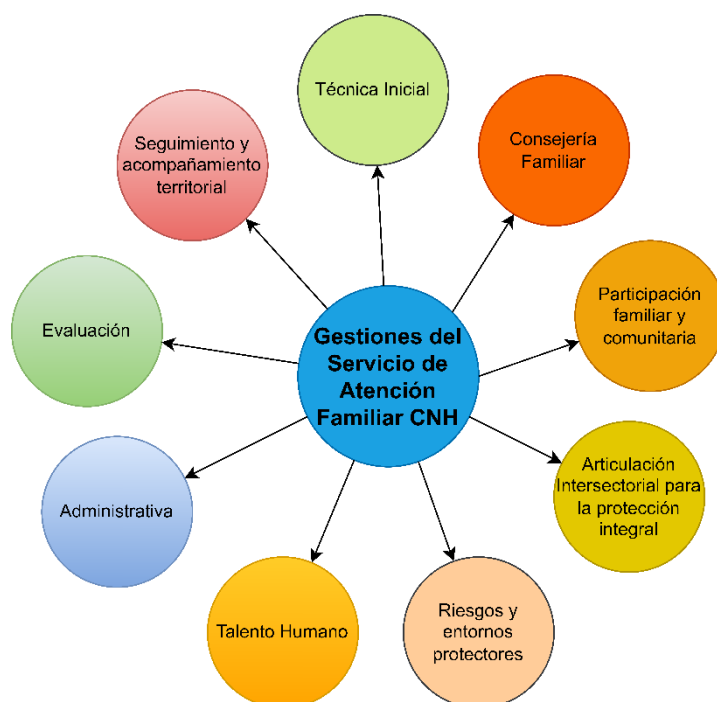 Técnica Inicial
Consejería
Familiar
Participación
familiar y
comunitaria
Articulación
Intersectorial para
la protección
integral
Riesgos y
entornos
protectores
Talento Humano
Administrativa
Evaluación
Seguimiento y
acompañamiento
territorial
Gestiones del
Servicio de
Atención
Familiar CNH